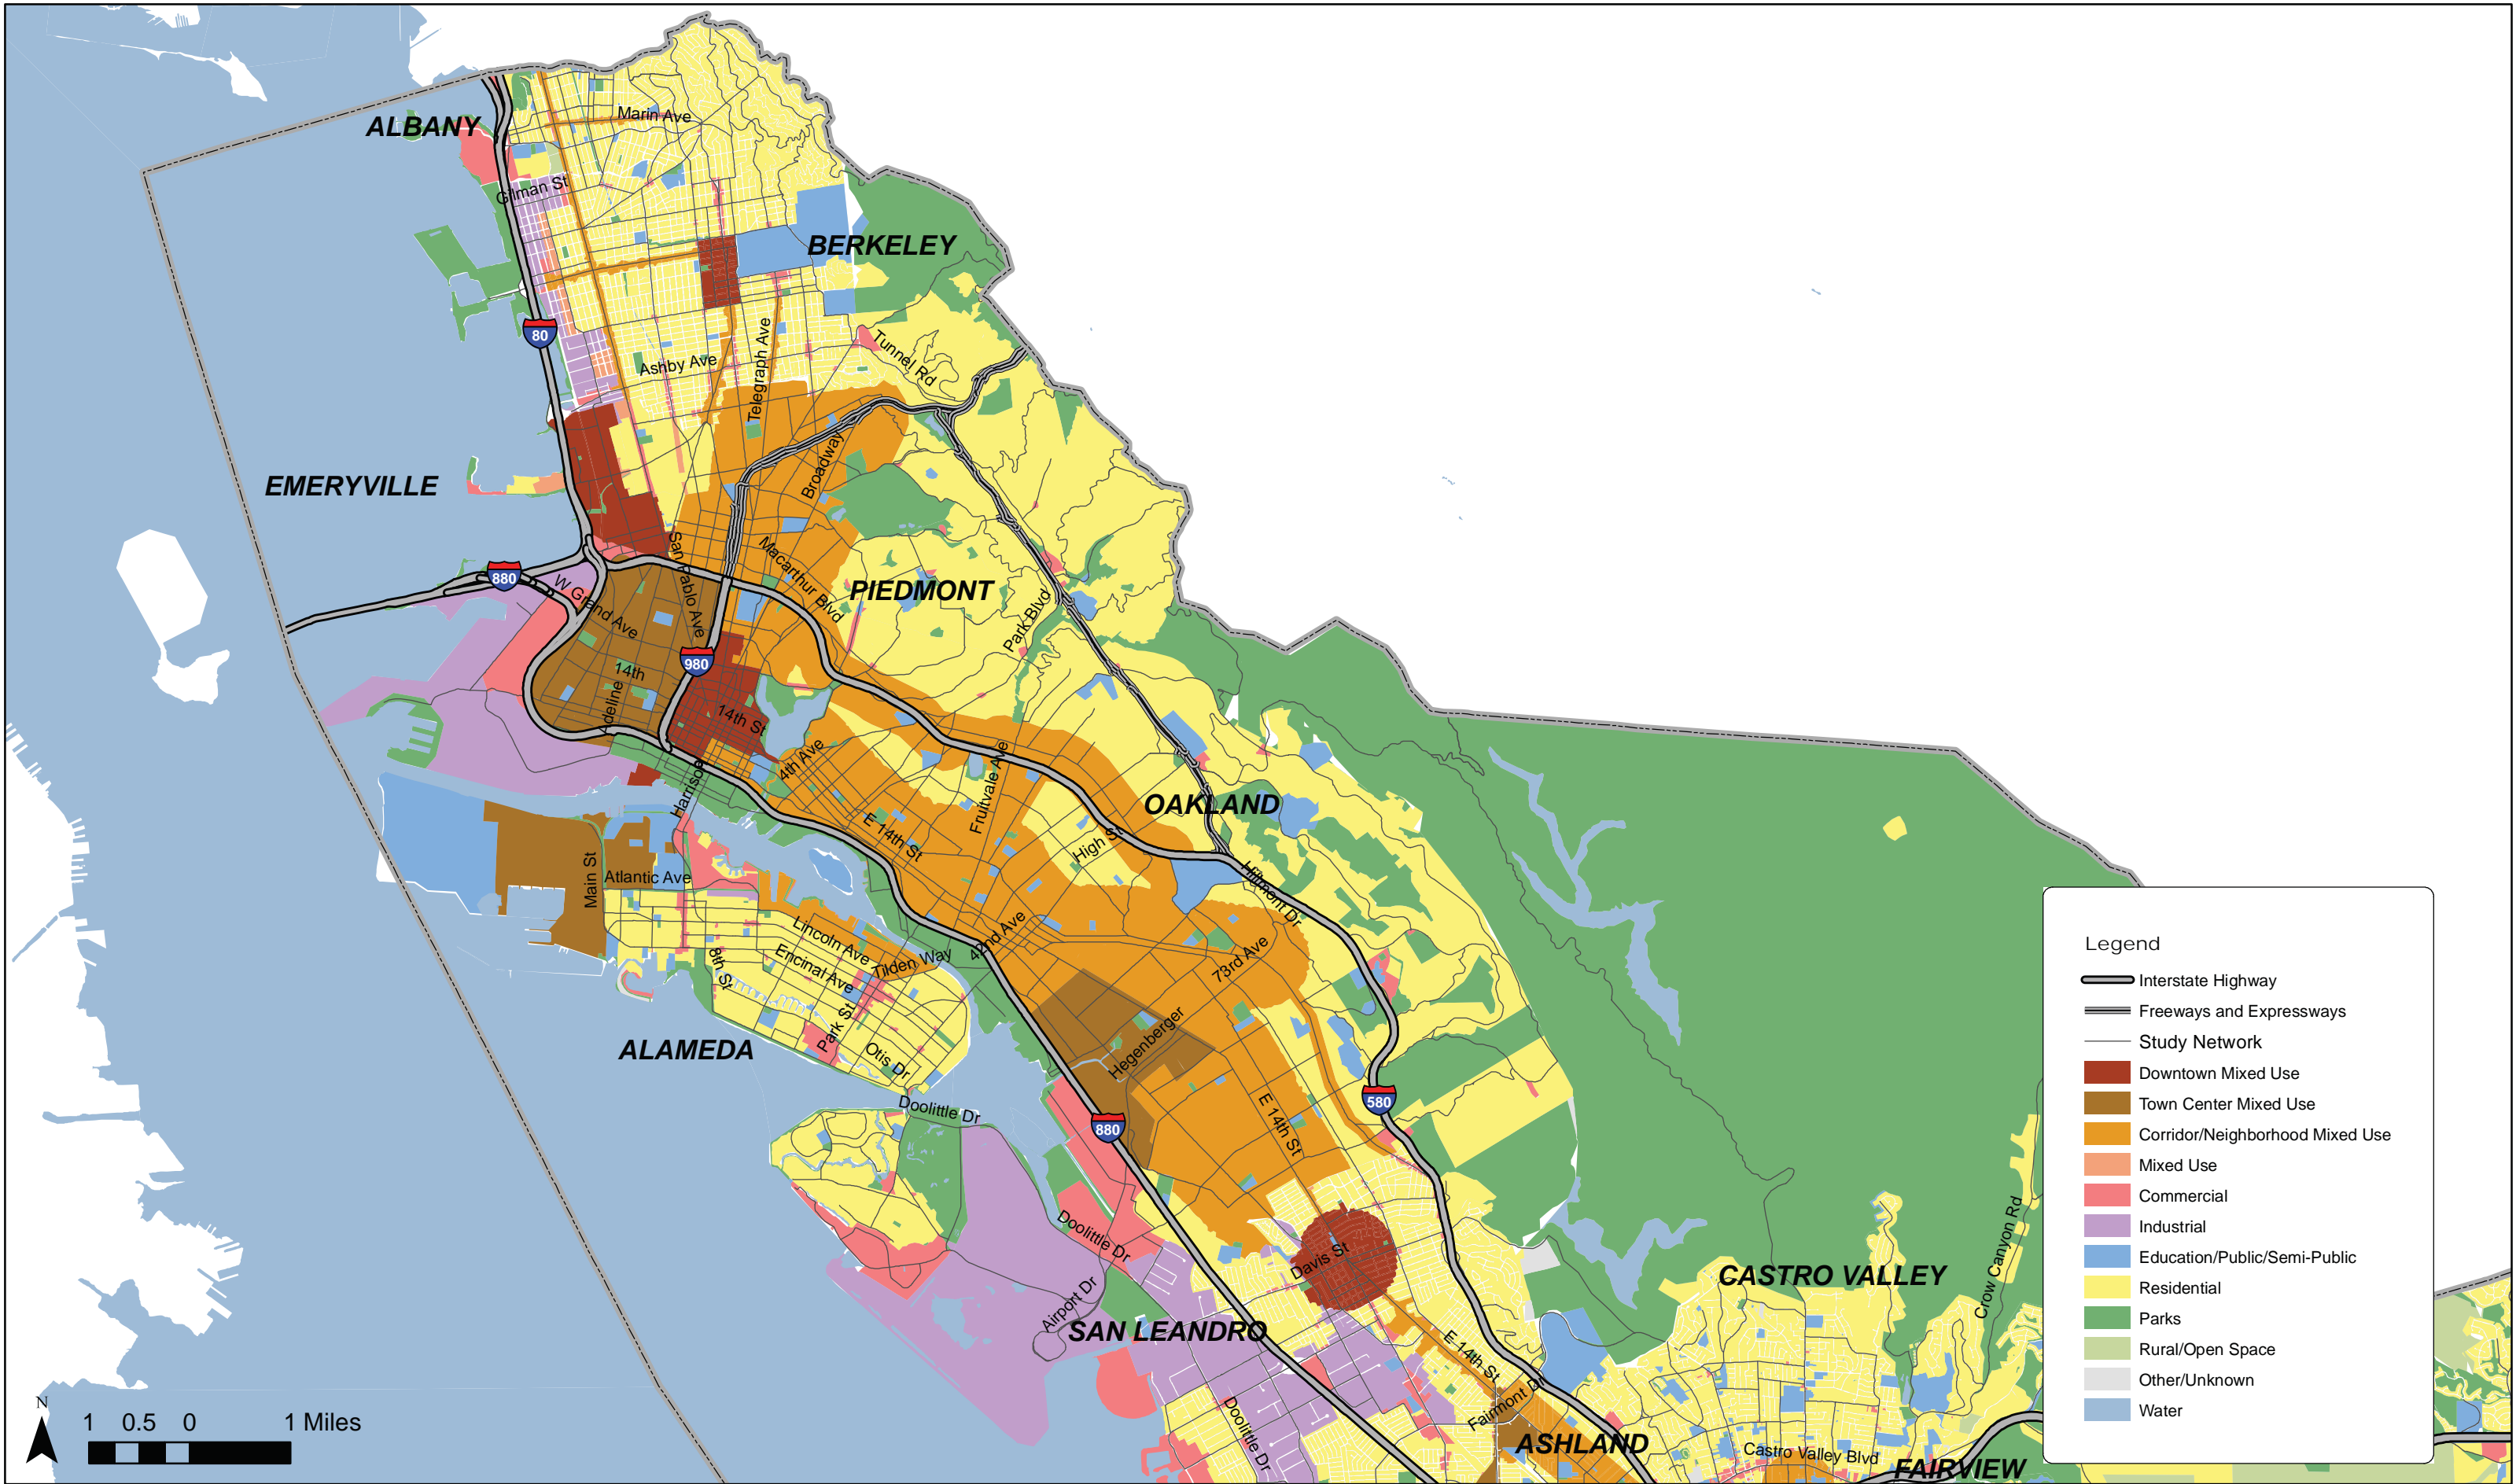 ALBANY
Marin Ave
Gilman St
BERKELEY
80
Ashby Ave
Telegraph Ave
Tunnel Rd
Broadway
EMERYVILLE
San Pablo Ave
Macarthur Blvd
PIEDMONT
880
W Grand Ave
Park Blvd
980
14th
Adeline
14th St
4th Ave
Harrison
Fruitvale Ave
OAKLAND
E 14th St
High St
Main St
Atlantic Ave
Lincoln Ave
Encinal Ave
Tilden Way
42nd Ave
73rd Ave
8th St
Park St
Otis Dr
ALAMEDA
Hegenberger
Doolittle Dr
880
E 14th St
580
Doolittle Dr
Davis St
Airport Dr
SAN LEANDRO
CASTRO VALLEY
Crow Canyon Rd
E 14th St
Fairmont Dr
Doolittle Dr
ASHLAND
Castro Valley Blvd
FAIRVIEW
Legend
Interstate Highway
Freeways and Expressways
Study Network
Downtown Mixed Use
Town Center Mixed Use
Corridor/Neighborhood Mixed Use
Mixed Use
Commercial
Industrial
Education/Public/Semi-Public
Residential
Parks
Rural/Open Space
Other/Unknown
Water
N
1 0.5 0 1 Miles